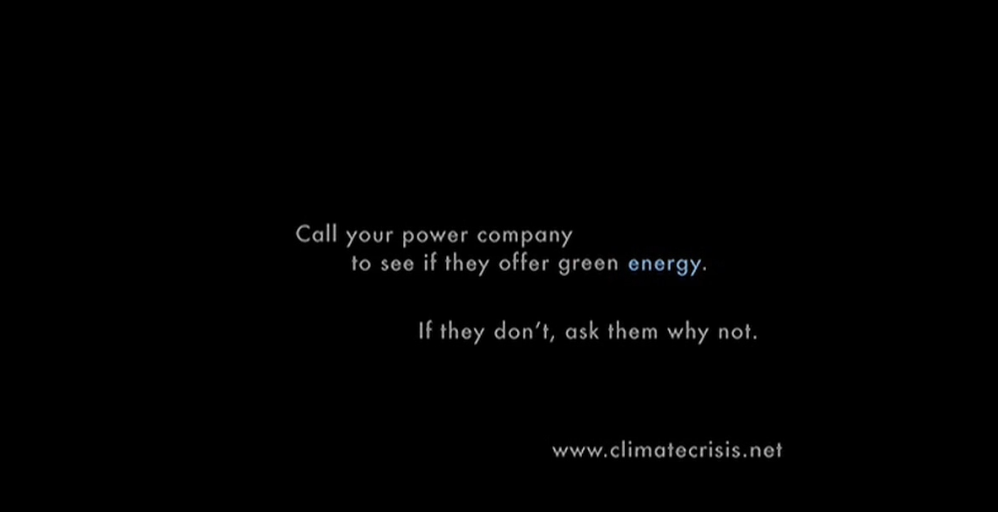 Call your power company
to see if they offer green energy.
If they don't, ask them why not.
www.climatecrisis.net